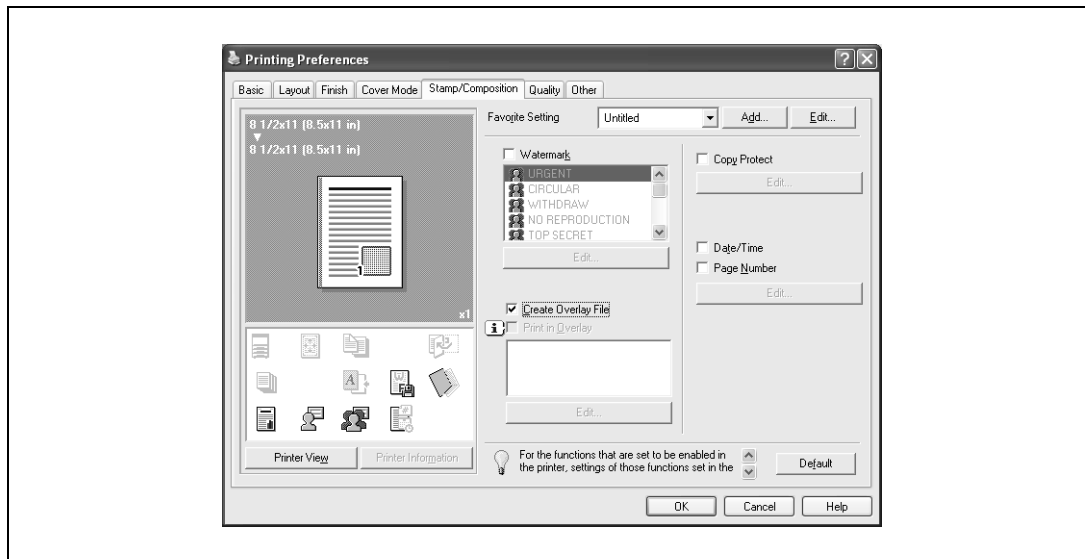 Printing Preferences
Basic Layout Finish Cover Mode Stamp/Composition Quality Other
8 1/2x11 (8.5x11 in)
8 1/2x11 (8.5x11 in)
1
x1
Printer View Printer Information
Favorite Setting Untitled Add... Edit...
Watermark
URGENT
CIRCULAR
WITHDRAW
NO REPRODUCTION
TOP SECRET
Edit...
Create Overlay File
Print in Overlay
Edit...
Copy Protect
Edit...
Date/Time
Page Number
Edit...
For the functions that are set to be enabled in
the printer, settings of those functions set in the
Default
OK Cancel Help